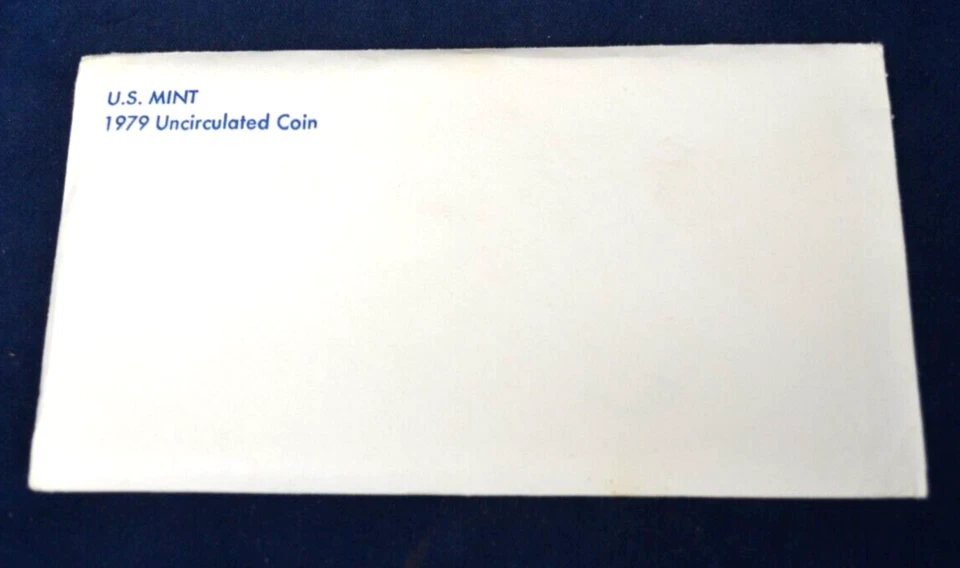 U.S. MINT
1979 Uncirculated Coin